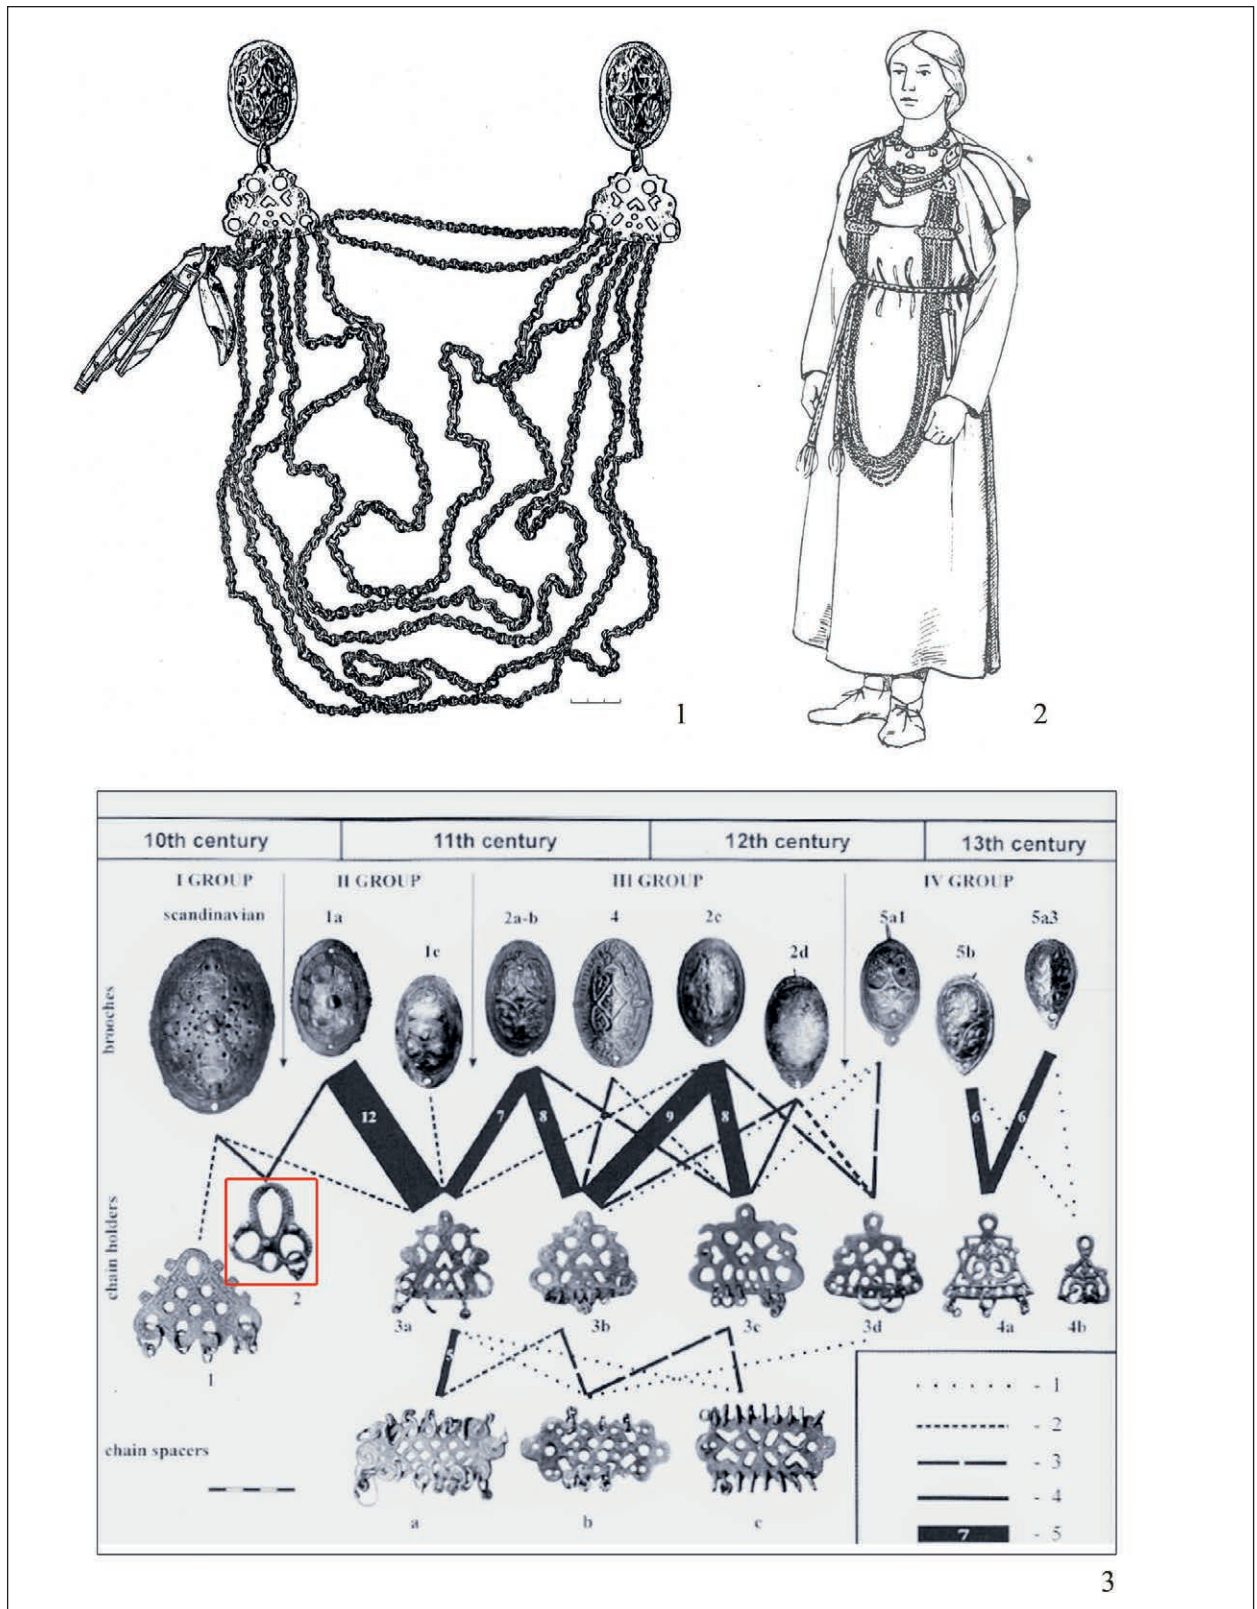 1
2
10th century 11th century 12th century 13th century
I GROUP II GROUP III GROUP IV GROUP
scandinavian 1a 2a-b 4 2c 5a1 5a3
1c 2d 5b
brooches
12 7 8 9 8 6 6
chain holders
2
3a 3b 3c 3d 4a 4b
1
5
- 1
- 2
chain spacers
- 3
- 4
a b c
7 - 5
3